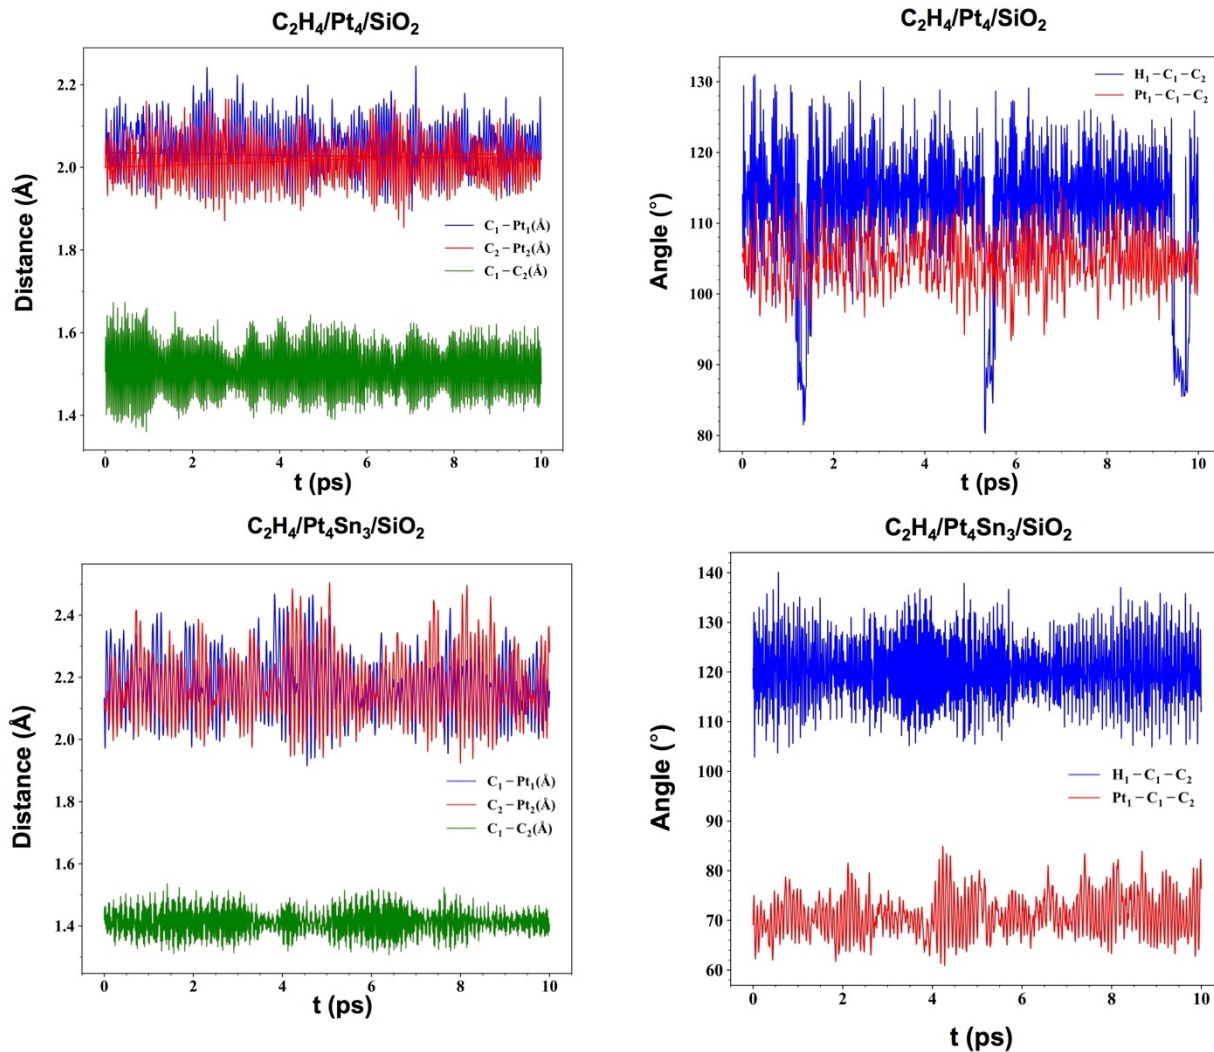 C₂H₄/Pt₄/SiO₂
Distance (Å)
2.2
2.0
1.8
1.6
1.4
C₁−Pt₁(Å)
C₂−Pt₂(Å)
C₁−C₂(Å)
0 2 4 6 8 10
t (ps)
C₂H₄/Pt₄/SiO₂
Angle (°)
130
120
110
100
90
80
H₁−C₁−C₂
Pt₁−C₁−C₂
0 2 4 6 8 10
t (ps)
C₂H₄/Pt₄Sn₃/SiO₂
Distance (Å)
2.4
2.2
2.0
1.8
1.6
1.4
C₁−Pt₁(Å)
C₂−Pt₂(Å)
C₁−C₂(Å)
0 2 4 6 8 10
t (ps)
C₂H₄/Pt₄Sn₃/SiO₂
Angle (°)
140
130
120
110
100
90
80
70
60
H₁−C₁−C₂
Pt₁−C₁−C₂
0 2 4 6 8 10
t (ps)